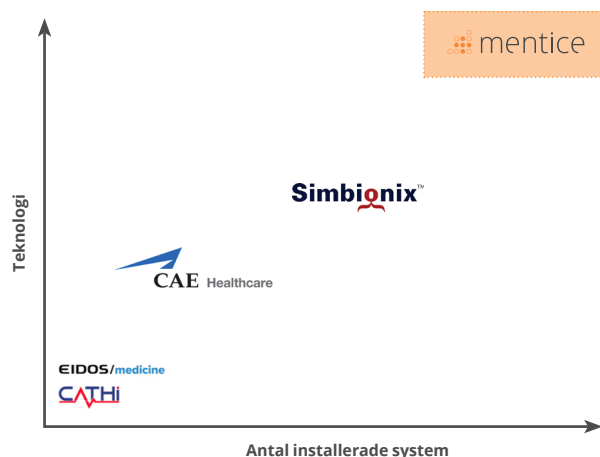 mentice
Simbionix™
Teknologi
CAE Healthcare
EIDOS/medicine
CATHi
Antal installerade system